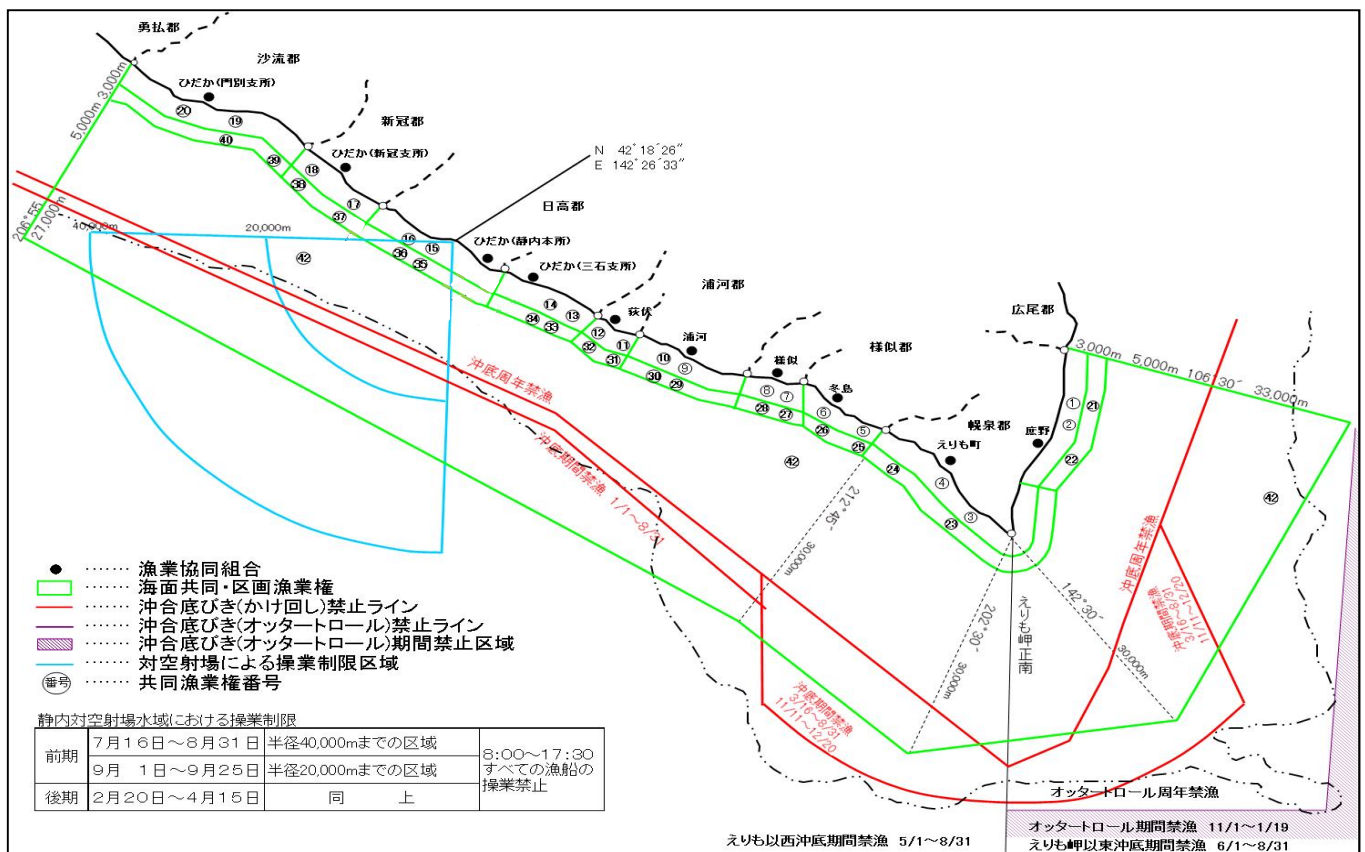 勇払郡
沙流郡
ひだか(門別支所)
新冠郡
ひだか(新冠支所)
N 42°18′26″
E 142°26′33″
日高郡
ひだか(静内本所)
ひだか(三石支所)
荻伏
浦河郡
浦河
様似
様似郡
冬島
広尾郡
幌泉郡
えりも町
庶野
5,000m 3,000m
206°55
27,000m
40,000m
20,000m
3,000m 5,000m 106°30′ 33,000m
⑳ ⑲ ㊵ ㊴ ⑱ ㊳ ⑰ ㊲ ⑯ ⑮ ㊱ ㉟
⑭ ⑬ ㉞ ㉝ ⑫ ⑪ ㉜ ㉛ ⑩ ⑨ ㉚ ㉙
⑧ ⑦ ㉘ ㉗ ⑥ ⑤ ㉖ ㉕ ④ ③ ㉔ ㉓
① ② ㉑ ㉒
㊷
㊷
㊷
沖底周年禁漁
沖底期間禁漁 1/1~8/31
212°45′
30,000m
202°30′
30,000m
142°30′
30,000m
えりも岬正南
沖底周年禁漁
沖底期間禁漁
3/16~8/31
11/11~12/20
沖底期間禁漁
3/16~8/31
11/11~12/20
● ‥‥‥ 漁業協同組合
‥‥‥ 海面共同・区画漁業権
‥‥‥ 沖合底びき(かけ回し)禁止ライン
‥‥‥ 沖合底びき(オッタートロール)禁止ライン
‥‥‥ 沖合底びき(オッタートロール)期間禁止区域
‥‥‥ 対空射場による操業制限区域
番号 ‥‥‥ 共同漁業権番号
静内対空射場水域における操業制限
前期 7月16日~8月31日 半径40,000mまでの区域
9月 1日~9月25日 半径20,000mまでの区域
後期 2月20日~4月15日 同 上
8:00~17:30
すべての漁船の
操業禁止
オッタートロール周年禁漁
オッタートロール期間禁漁 11/1~1/19
えりも以西沖底期間禁漁 5/1~8/31
えりも岬以東沖底期間禁漁 6/1~8/31